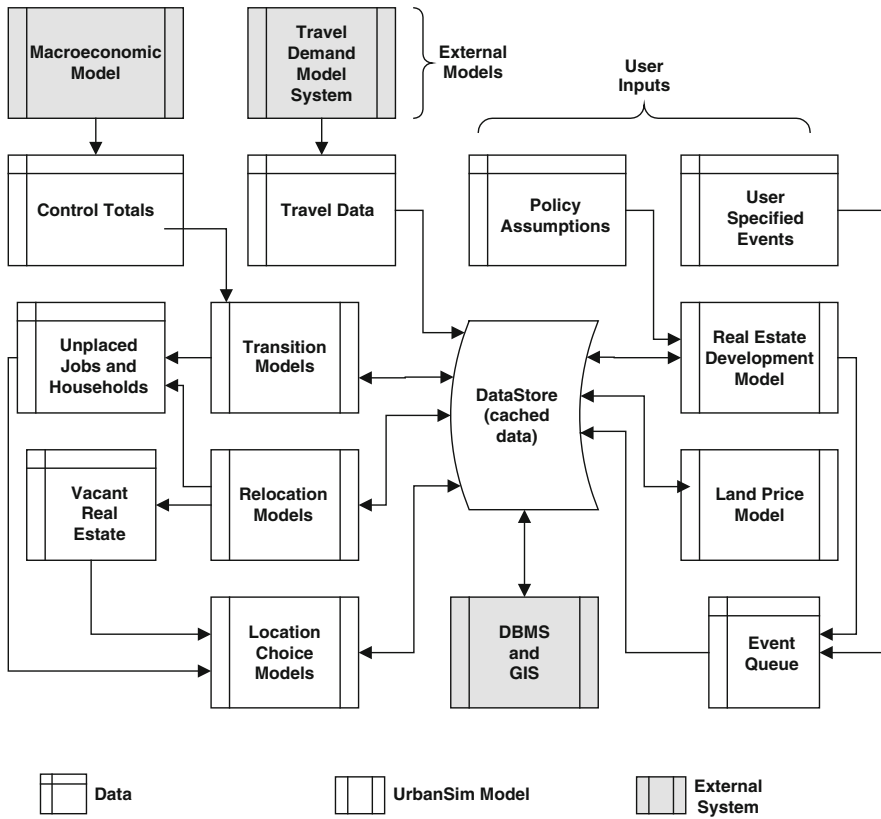 Macroeconomic
Model
Travel
Demand
Model
System
External
Models
User
Inputs
Control Totals
Travel Data
Policy
Assumptions
User
Specified
Events
Unplaced
Jobs and
Households
Transition
Models
DataStore
(cached
data)
Real Estate
Development
Model
Vacant
Real
Estate
Relocation
Models
Land Price
Model
Location
Choice
Models
DBMS
and
GIS
Event
Queue
Data
UrbanSim Model
External
System